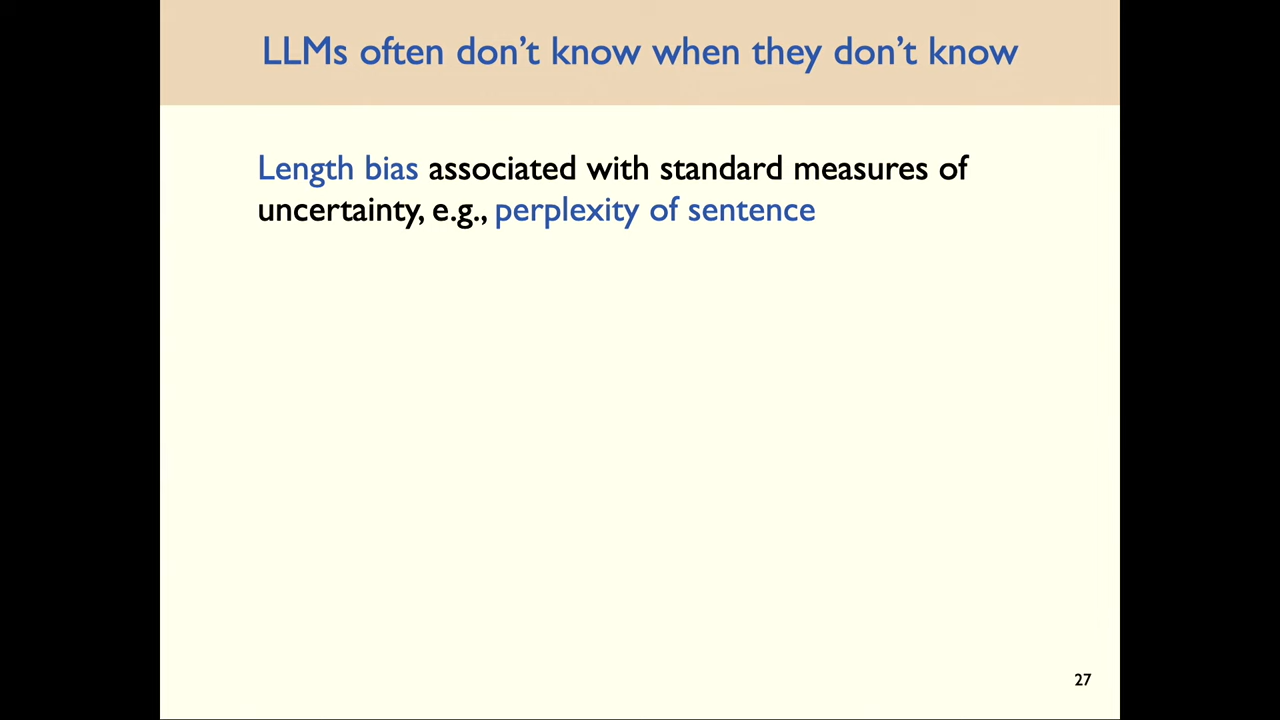 LLMs often don’t know when they don’t know
Length bias associated with standard measures of
uncertainty, e.g., perplexity of sentence
27